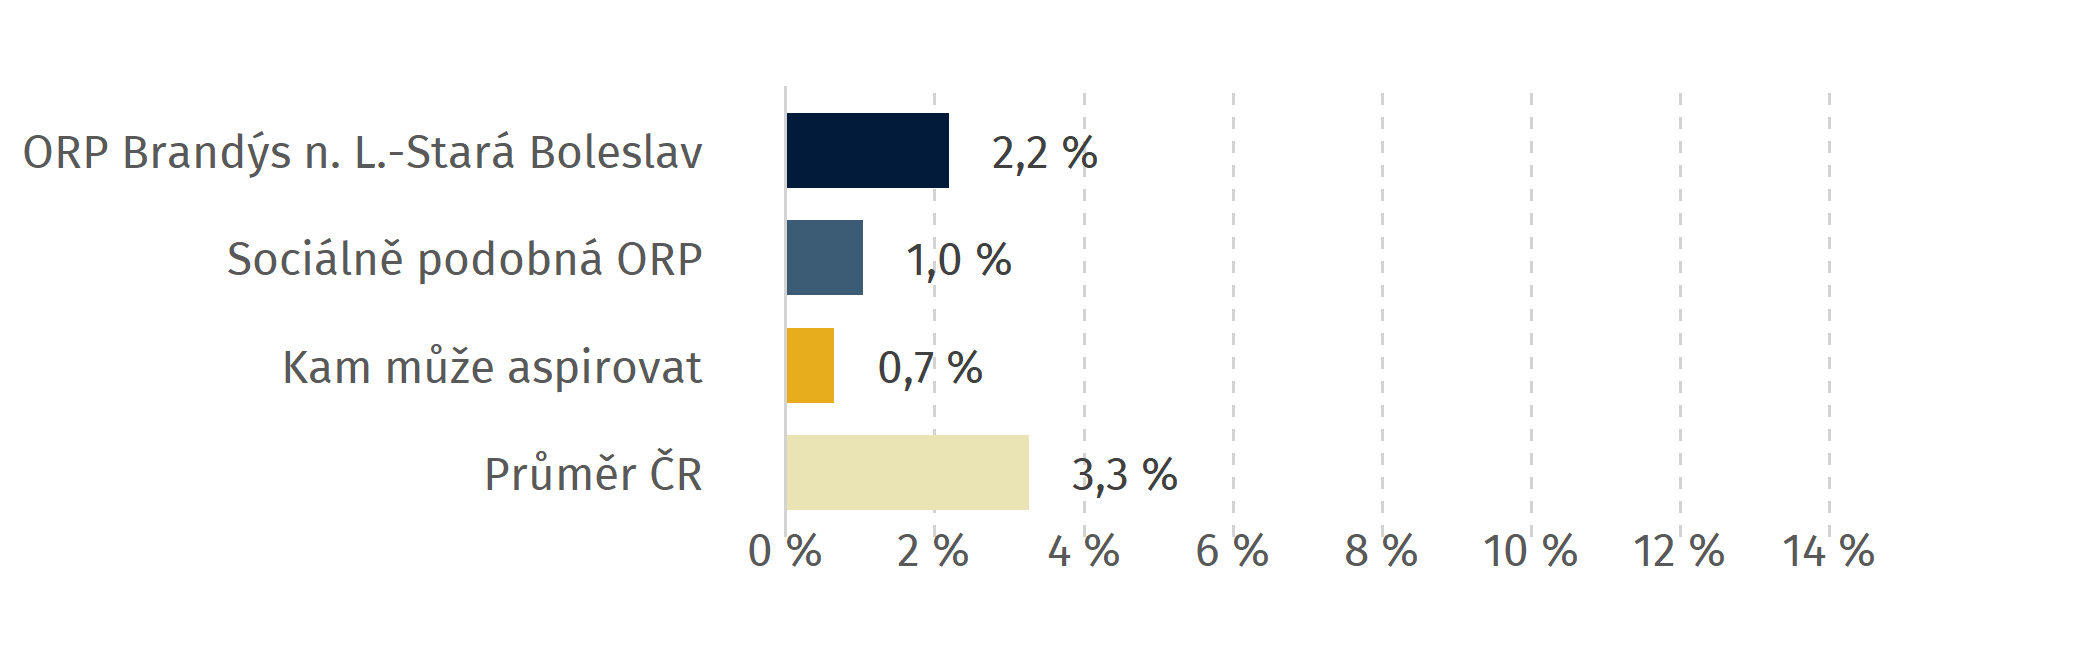 ORP Brandýs n. L.-Stará Boleslav 2,2 %
Sociálně podobná ORP 1,0 %
Kam může aspirovat 0,7 %
Průměr ČR 3,3 %
0 % 2 % 4 % 6 % 8 % 10 % 12 % 14 %